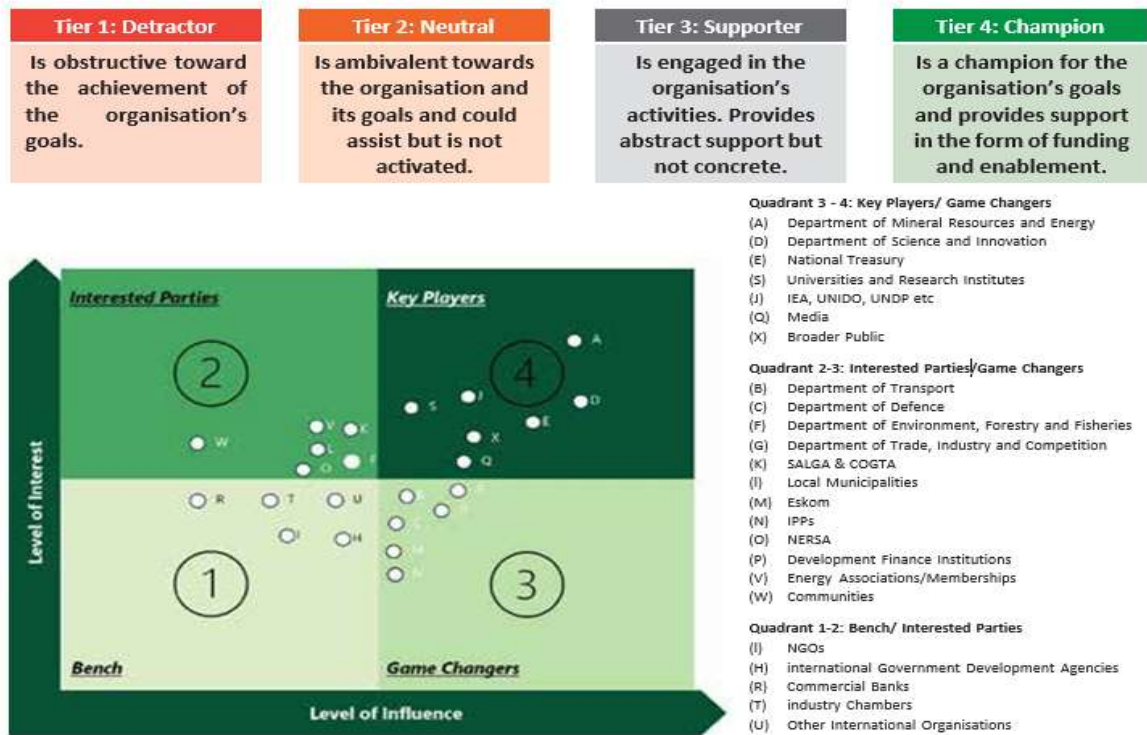 Tier 1: Detractor
Is obstructive toward
the achievement of
the organisation's
goals.
Tier 2: Neutral
Is ambivalent towards
the organisation and
its goals and could
assist but is not
activated.
Tier 3: Supporter
Is engaged in the
organisation's
activities. Provides
abstract support but
not concrete.
Tier 4: Champion
Is a champion for the
organisation's goals
and provides support
in the form of funding
and enablement.
Level of Interest
Interested Parties
2
V
K
L
W
O
F
Key Players
4
A
J
D
S
E
X
Q
R
T
U
I
H
1
Bench
3
Game Changers
Level of Influence
Quadrant 3 - 4: Key Players/ Game Changers
(A) Department of Mineral Resources and Energy
(D) Department of Science and Innovation
(E) National Treasury
(S) Universities and Research Institutes
(J) IEA, UNIDO, UNDP etc
(Q) Media
(X) Broader Public
Quadrant 2-3: Interested Parties/Game Changers
(B) Department of Transport
(C) Department of Defence
(F) Department of Environment, Forestry and Fisheries
(G) Department of Trade, Industry and Competition
(K) SALGA & COGTA
(l) Local Municipalities
(M) Eskom
(N) IPPs
(O) NERSA
(P) Development Finance Institutions
(V) Energy Associations/Memberships
(W) Communities
Quadrant 1-2: Bench/ Interested Parties
(I) NGOs
(H) international Government Development Agencies
(R) Commercial Banks
(T) industry Chambers
(U) Other International Organisations